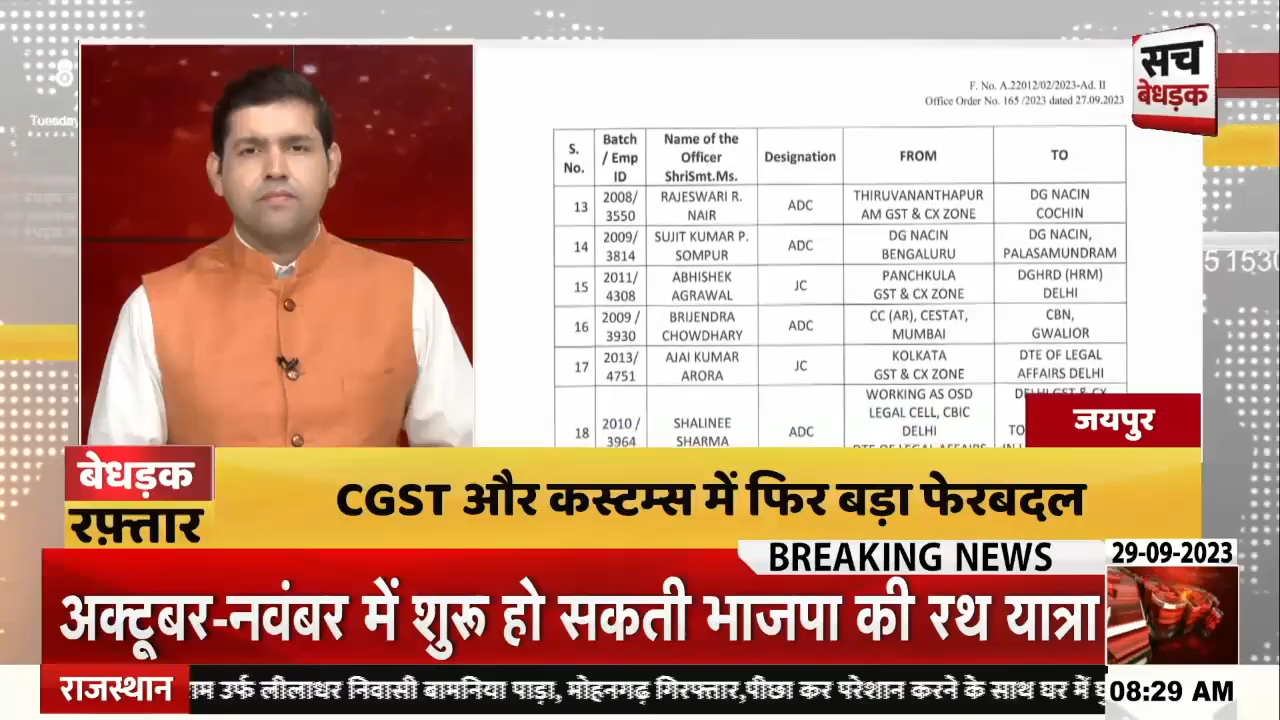 सच
बेधड़क
Tuesday
F. No. A.22012/02/2023-Ad. II
Office Order No. 165 /2023 dated 27.09.2023
S. No. Batch / Emp ID Name of the Officer ShriSmt.Ms. Designation FROM TO
13 2008/ 3550 RAJESWARI R. NAIR ADC THIRUVANANTHAPUR AM GST & CX ZONE DG NACIN COCHIN
14 2009/ 3814 SUJIT KUMAR P. SOMPUR ADC DG NACIN BENGALURU DG NACIN, PALASAMUNDRAM
15 2011/ 4308 ABHISHEK AGRAWAL JC PANCHKULA GST & CX ZONE DGHRD (HRM) DELHI
16 2009 / 3930 BRIJENDRA CHOWDHARY ADC CC (AR), CESTAT, MUMBAI CBN, GWALIOR
17 2013/ 4751 AJAI KUMAR ARORA JC KOLKATA GST & CX ZONE DTE OF LEGAL AFFAIRS DELHI
18 2010 / 3964 SHALINEE SHARMA ADC WORKING AS OSD LEGAL CELL, CBIC DELHI
5 1530
जयपुर
बेधड़क
रफ़्तार
CGST और कस्टम्स में फिर बड़ा फेरबदल
BREAKING NEWS
29-09-2023
अक्टूबर-नवंबर में शुरू हो सकती भाजपा की रथ यात्रा
राजस्थान
उर्फ लीलाधर निवासी बामनिया पाड़ा, मोहनगढ़ गिरफ्तार,पीछा कर परेशान करने के साथ घर में
08:29 AM